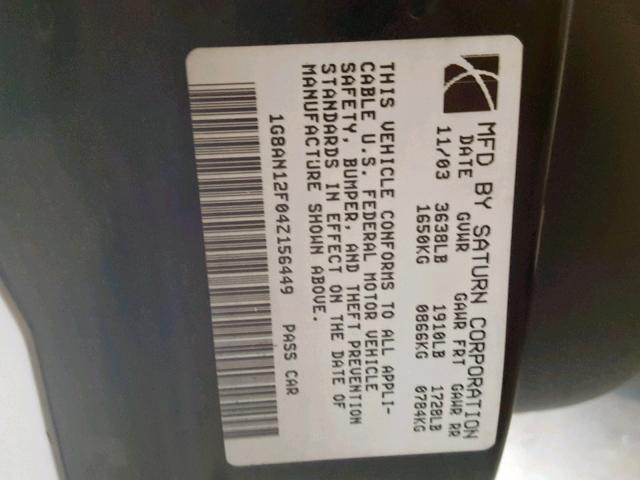 MFD BY SATURN CORPORATION
DATE GVWR GAWR FRT GAWR RR
11/03 3638LB 1910LB 1728LB
1650KG 0866KG 0784KG
THIS VEHICLE CONFORMS TO ALL APPLI-
CABLE U.S. FEDERAL MOTOR VEHICLE
SAFETY, BUMPER, AND THEFT PREVENTION
STANDARDS IN EFFECT ON THE DATE OF
MANUFACTURE SHOWN ABOVE.
1G8AN12F04Z156449 PASS CAR